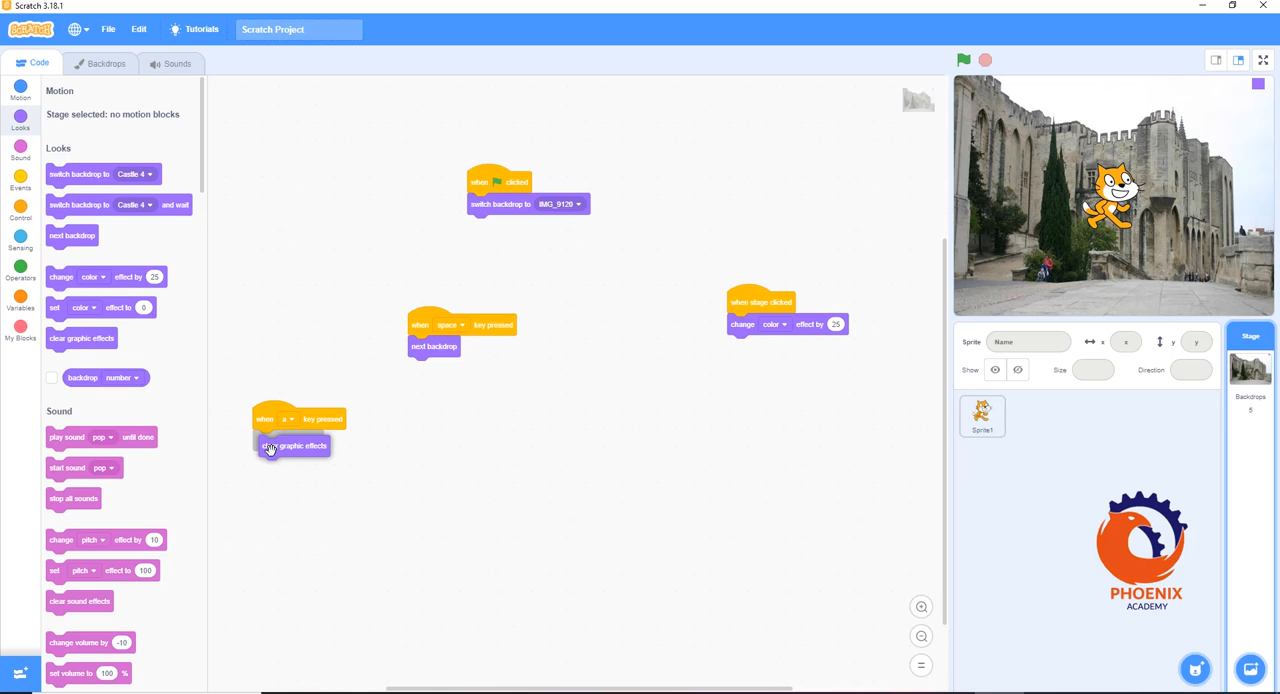 Scratch 3.18.1
SCRATCH File Edit Tutorials Scratch Project
Code Backdrops Sounds
Motion
Looks
Sound
Events
Control
Sensing
Operators
Variables
My Blocks
Motion
Stage selected: no motion blocks
Looks
switch backdrop to Castle 4
switch backdrop to Castle 4 and wait
next backdrop
change color effect by 25
set color effect to 0
clear graphic effects
backdrop number
Sound
play sound pop until done
start sound pop
stop all sounds
change pitch effect by 10
set pitch effect to 100
clear sound effects
change volume by -10
set volume to 100 %
when clicked
switch backdrop to IMG_9120
when space key pressed
next backdrop
when stage clicked
change color effect by 25
when a key pressed
graphic effects
Sprite Name x x y y
Show Size Direction
Sprite1
Stage
Backdrops
5
PHOENIX
ACADEMY